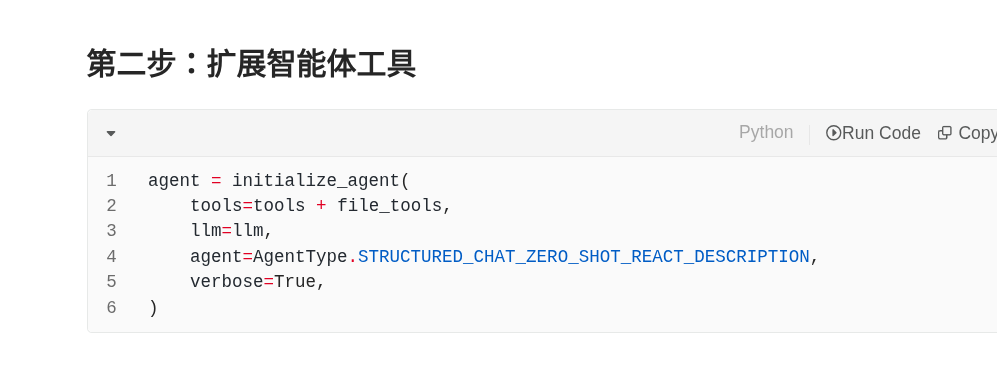 第二步：扩展智能体工具
Python Run Code Copy
1 agent = initialize_agent(
2     tools=tools + file_tools,
3     llm=llm,
4     agent=AgentType.STRUCTURED_CHAT_ZERO_SHOT_REACT_DESCRIPTION,
5     verbose=True,
6 )